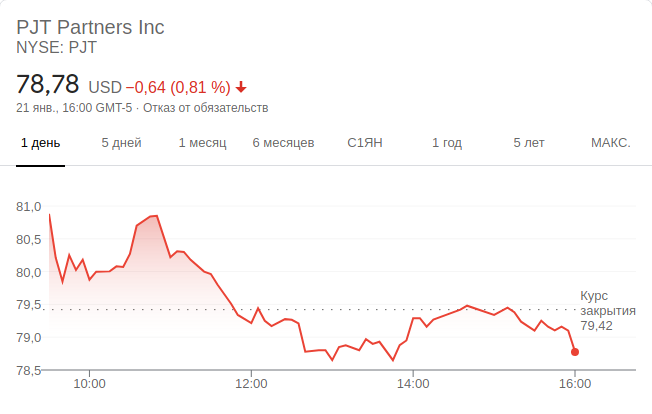 PJT Partners Inc
NYSE: PJT
78,78 USD −0,64 (0,81 %)
21 янв., 16:00 GMT-5 · Отказ от обязательств
1 день 5 дней 1 месяц 6 месяцев С1ЯН 1 год 5 лет МАКС.
81,0
80,5
80,0
79,5
79,0
78,5
Курс
закрытия
79,42
10:00 12:00 14:00 16:00